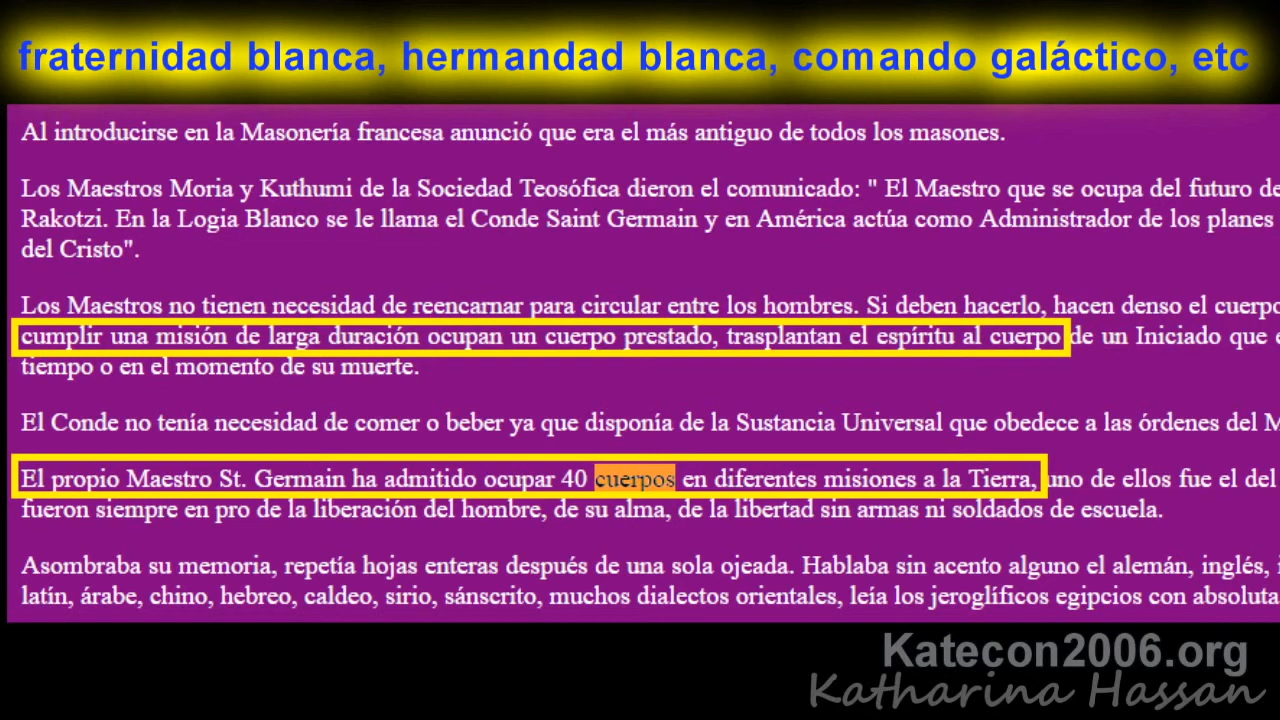 fraternidad blanca, hermandad blanca, comando galáctico, etc
Al introducirse en la Masonería francesa anunció que era el más antiguo de todos los masones.
Los Maestros Moria y Kuthumi de la Sociedad Teosófica dieron el comunicado: " El Maestro que se ocupa del futuro de
Rakotzi. En la Logia Blanco se le llama el Conde Saint Germain y en América actúa como Administrador de los planes
del Cristo".
Los Maestros no tienen necesidad de reencarnar para circular entre los hombres. Si deben hacerlo, hacen denso el cuerpo
cumplir una misión de larga duración ocupan un cuerpo prestado, trasplantan el espíritu al cuerpo de un Iniciado que
tiempo o en el momento de su muerte.
El Conde no tenía necesidad de comer o beber ya que disponía de la Sustancia Universal que obedece a las órdenes del
El propio Maestro St. Germain ha admitido ocupar 40 cuerpos en diferentes misiones a la Tierra, uno de ellos fue el del
fueron siempre en pro de la liberación del hombre, de su alma, de la libertad sin armas ni soldados de escuela.
Asombraba su memoria, repetía hojas enteras después de una sola ojeada. Hablaba sin acento alguno el alemán, inglés,
latín, árabe, chino, hebreo, caldeo, sirio, sánscrito, muchos dialectos orientales, leía los jeroglíficos egipcios con absoluta
Katecon2006.org
Katharina Hassan